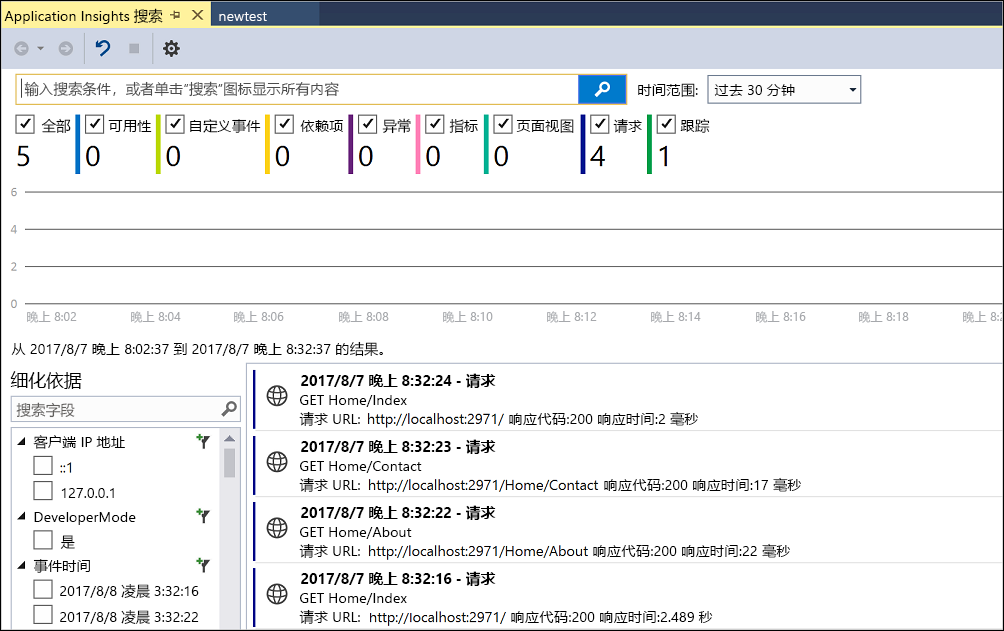 Application Insights 搜索 newtest
输入搜索条件，或者单击“搜索”图标显示所有内容 时间范围: 过去 30 分钟
全部 可用性 自定义事件 依赖项 异常 指标 页面视图 请求 跟踪
5 0 0 0 0 0 0 4 1
6
4
2
0
晚上 8:02 晚上 8:04 晚上 8:06 晚上 8:08 晚上 8:10 晚上 8:12 晚上 8:14 晚上 8:16 晚上 8:18 晚上
从 2017/8/7 晚上 8:02:37 到 2017/8/7 晚上 8:32:37 的结果。
细化依据
搜索字段
客户端 IP 地址
::1
127.0.0.1
DeveloperMode
是
事件时间
2017/8/8 凌晨 3:32:16
2017/8/8 凌晨 3:32:22
2017/8/7 晚上 8:32:24 - 请求
GET Home/Index
请求 URL: http://localhost:2971/ 响应代码:200 响应时间:2 毫秒
2017/8/7 晚上 8:32:23 - 请求
GET Home/Contact
请求 URL: http://localhost:2971/Home/Contact 响应代码:200 响应时间:17 毫秒
2017/8/7 晚上 8:32:22 - 请求
GET Home/About
请求 URL: http://localhost:2971/Home/About 响应代码:200 响应时间:22 毫秒
2017/8/7 晚上 8:32:16 - 请求
GET Home/Index
请求 URL: http://localhost:2971/ 响应代码:200 响应时间:2.489 秒